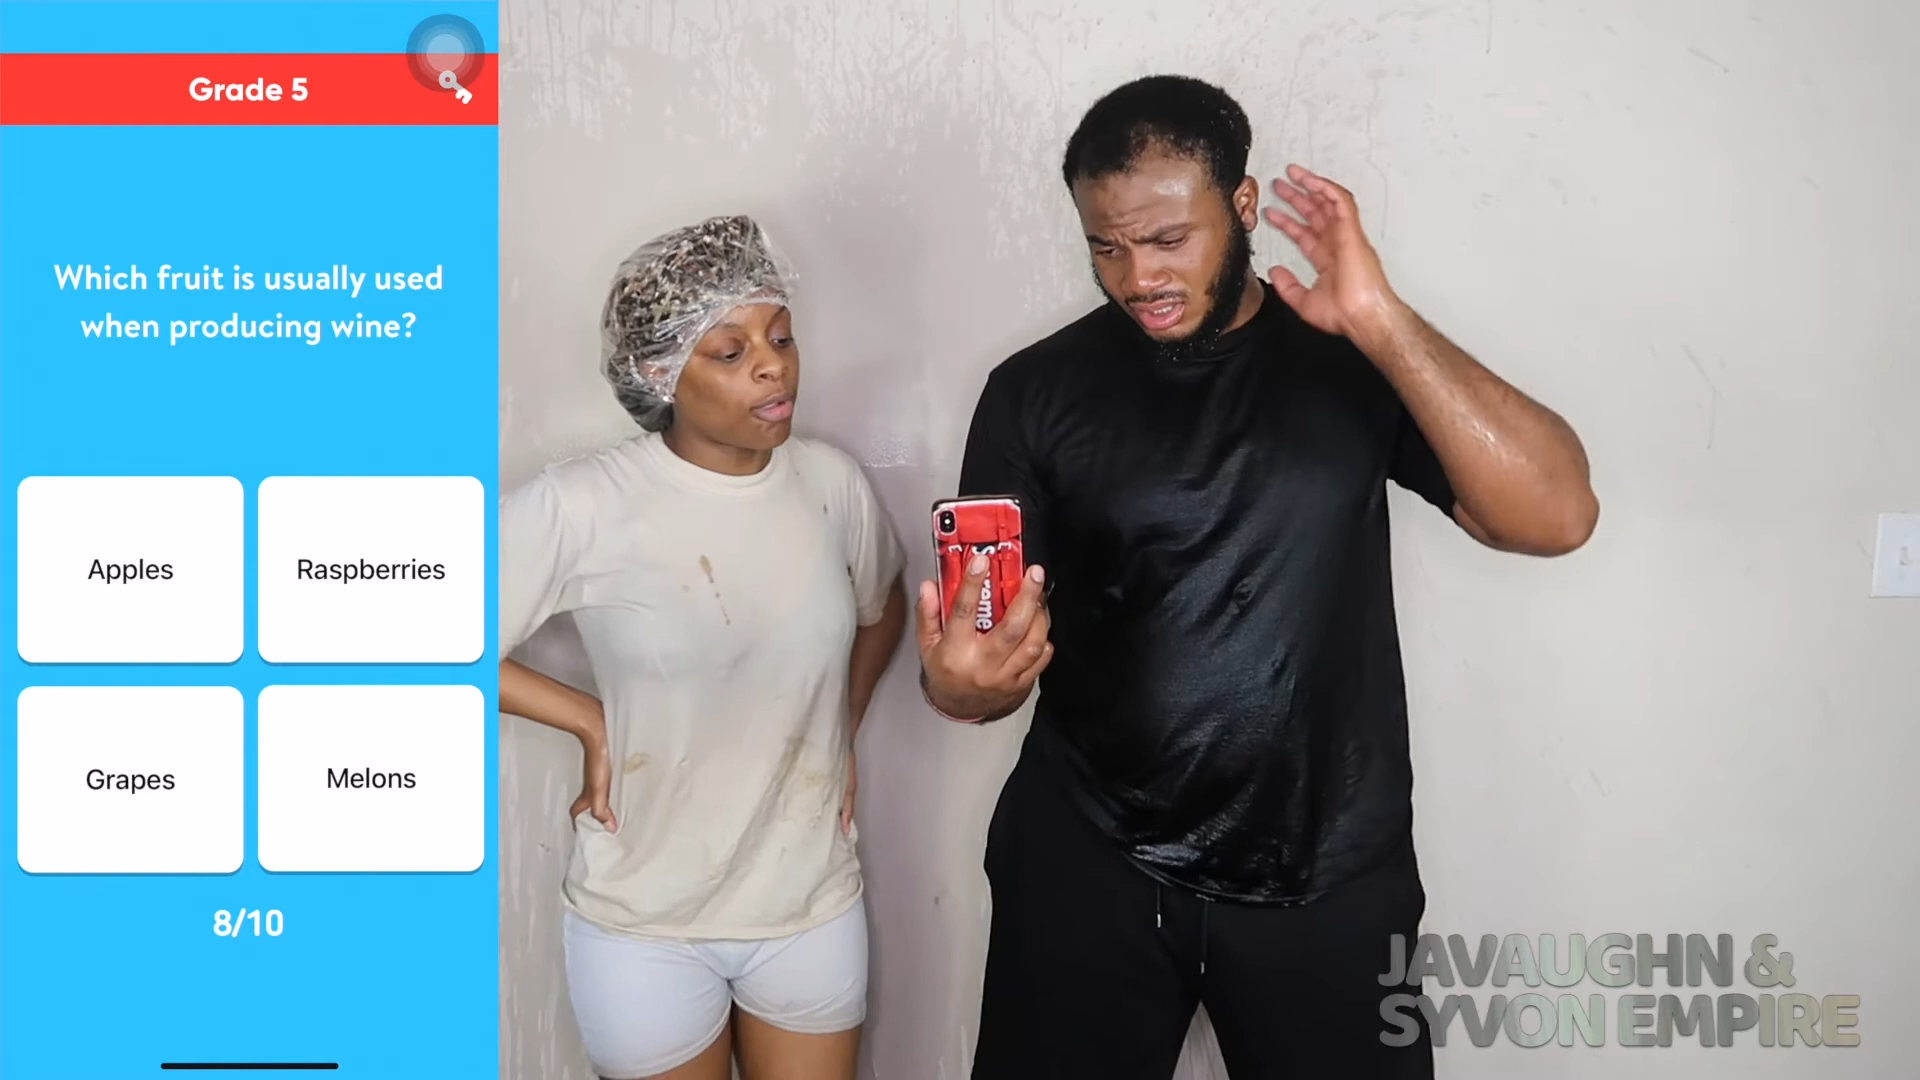 Grade 5
Which fruit is usually used
when producing wine?
Apples
Raspberries
Grapes
Melons
8/10
JAVAUGHN &
SYVON EMPIRE